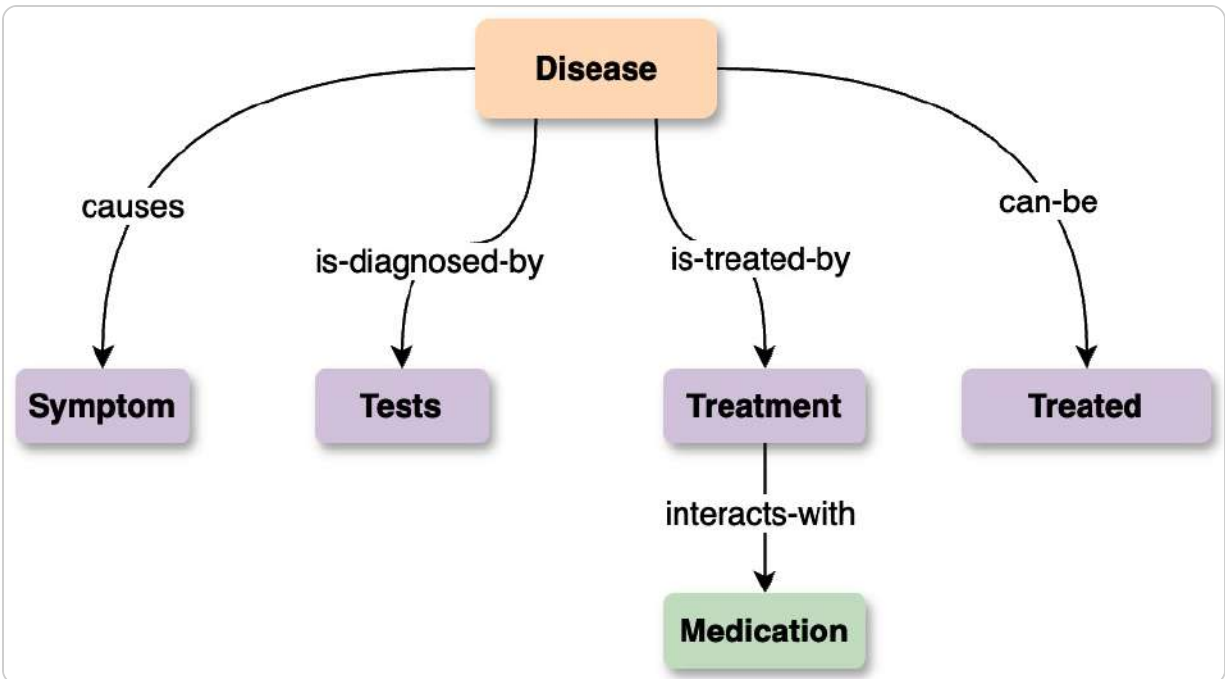 Disease
causes
can-be
is-diagnosed-by
is-treated-by
Symptom
Tests
Treatment
Treated
interacts-with
Medication